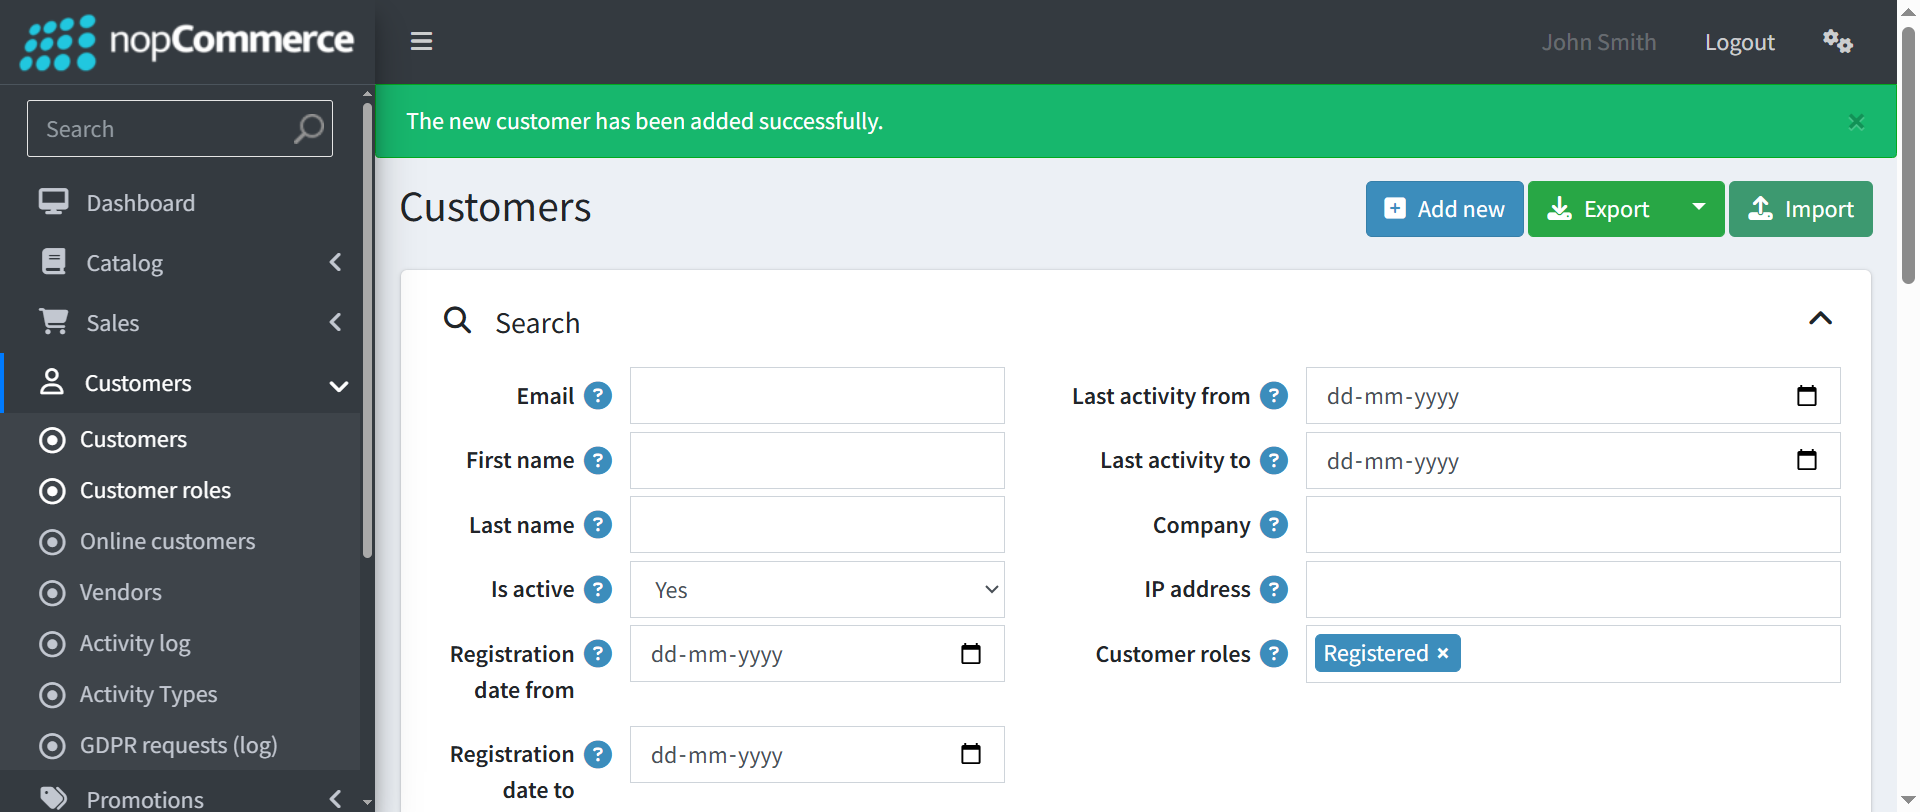 nopCommerce
John Smith
Logout
Search
The new customer has been added successfully.
×
Dashboard
Catalog
Sales
Customers
Customers
Customer roles
Online customers
Vendors
Activity log
Activity Types
GDPR requests (log)
Promotions
Customers
Add new
Export
Import
Search
Email ?
First name ?
Last name ?
Is active ? Yes
Registration ? dd-mm-yyyy
date from
Registration ? dd-mm-yyyy
date to
Last activity from ? dd-mm-yyyy
Last activity to ? dd-mm-yyyy
Company ?
IP address ?
Customer roles ? Registered ×